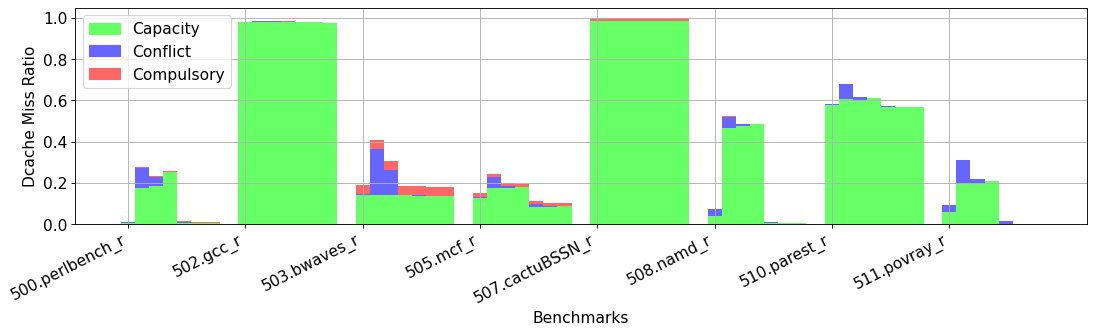 Dcache Miss Ratio
1.0
0.8
0.6
0.4
0.2
0.0
Capacity
Conflict
Compulsory
500.perlbench_r
502.gcc_r
503.bwaves_r
505.mcf_r
507.cactuBSSN_r
508.namd_r
510.parest_r
511.povray_r
Benchmarks